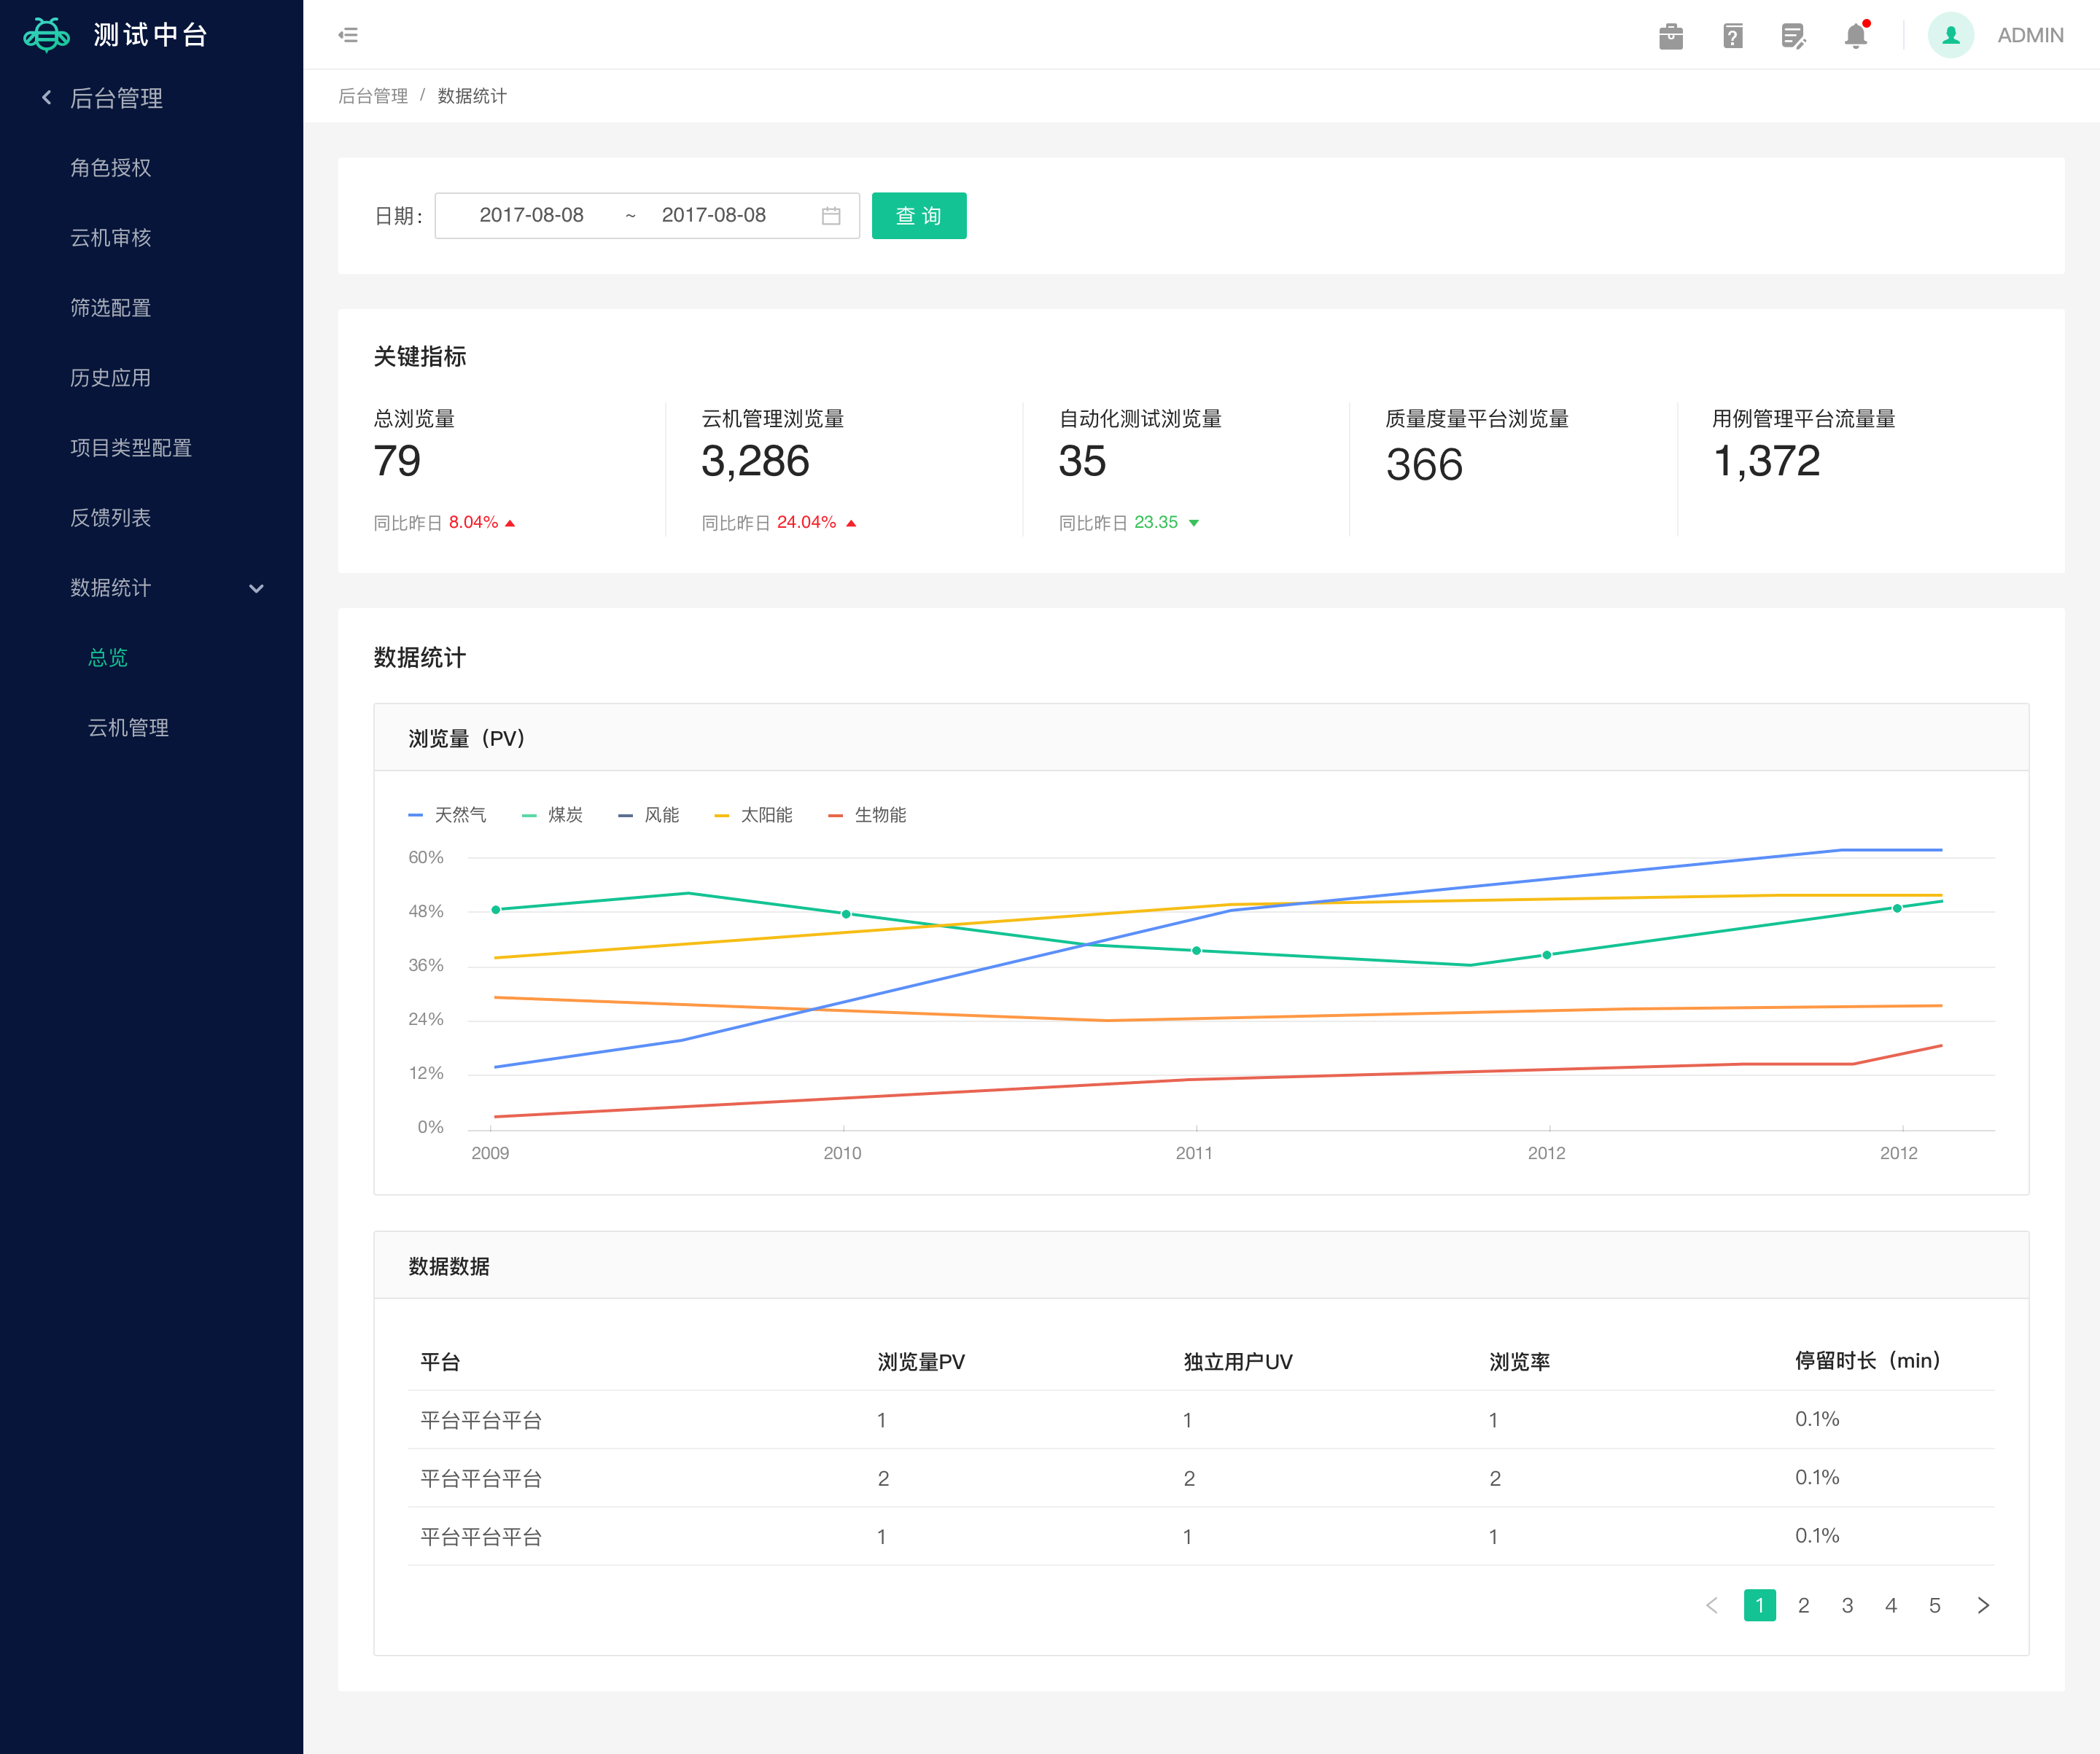 测试中台
ADMIN
后台管理
角色授权
云机审核
筛选配置
历史应用
项目类型配置
反馈列表
数据统计
总览
云机管理
后台管理 / 数据统计
日期： 2017-08-08 ~ 2017-08-08 查 询
关键指标
总浏览量 云机管理浏览量 自动化测试浏览量 质量度量平台浏览量 用例管理平台流量量
79 3,286 35 366 1,372
同比昨日 8.04% 同比昨日 24.04% 同比昨日 23.35
数据统计
浏览量（PV）
天然气 煤炭 风能 太阳能 生物能
60%
48%
36%
24%
12%
0%
2009 2010 2011 2012 2012
数据数据
平台 浏览量PV 独立用户UV 浏览率 停留时长（min）
平台平台平台 1 1 1 0.1%
平台平台平台 2 2 2 0.1%
平台平台平台 1 1 1 0.1%
1 2 3 4 5